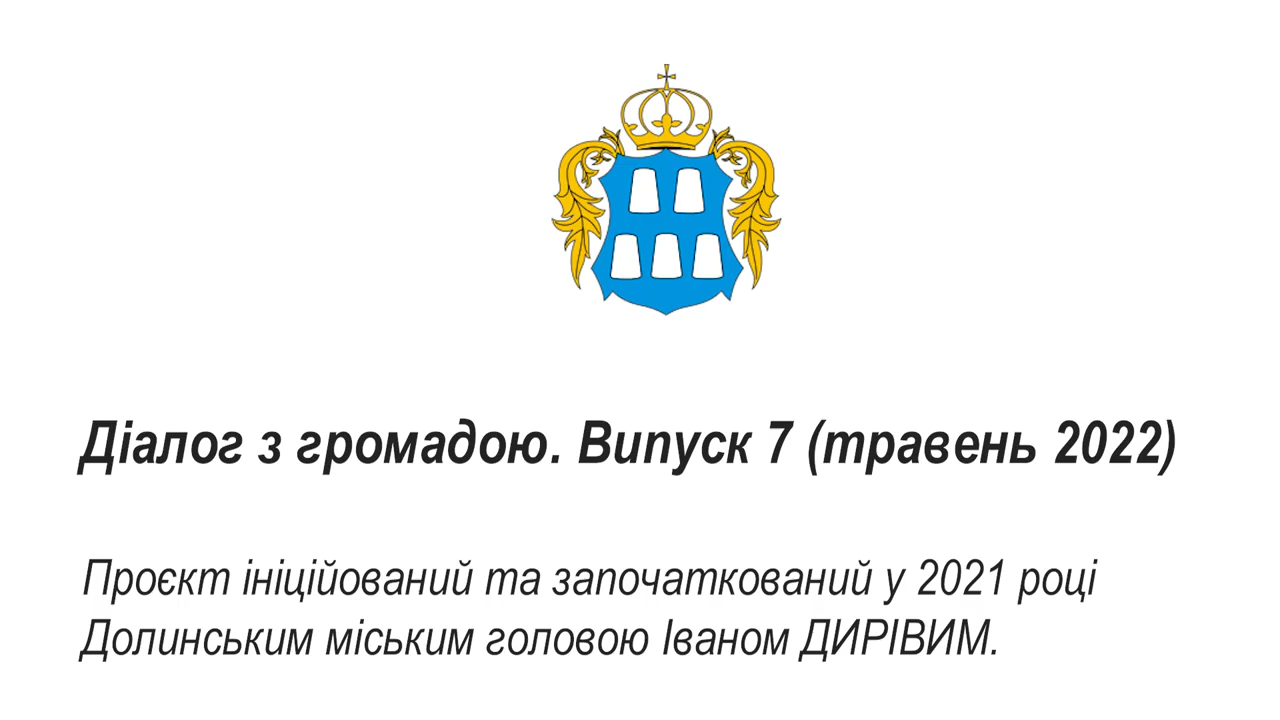 Діалог з громадою. Випуск 7 (травень 2022)
Проєкт ініційований та започаткований у 2021 році
Долинським міським головою Іваном ДИРІВИМ.